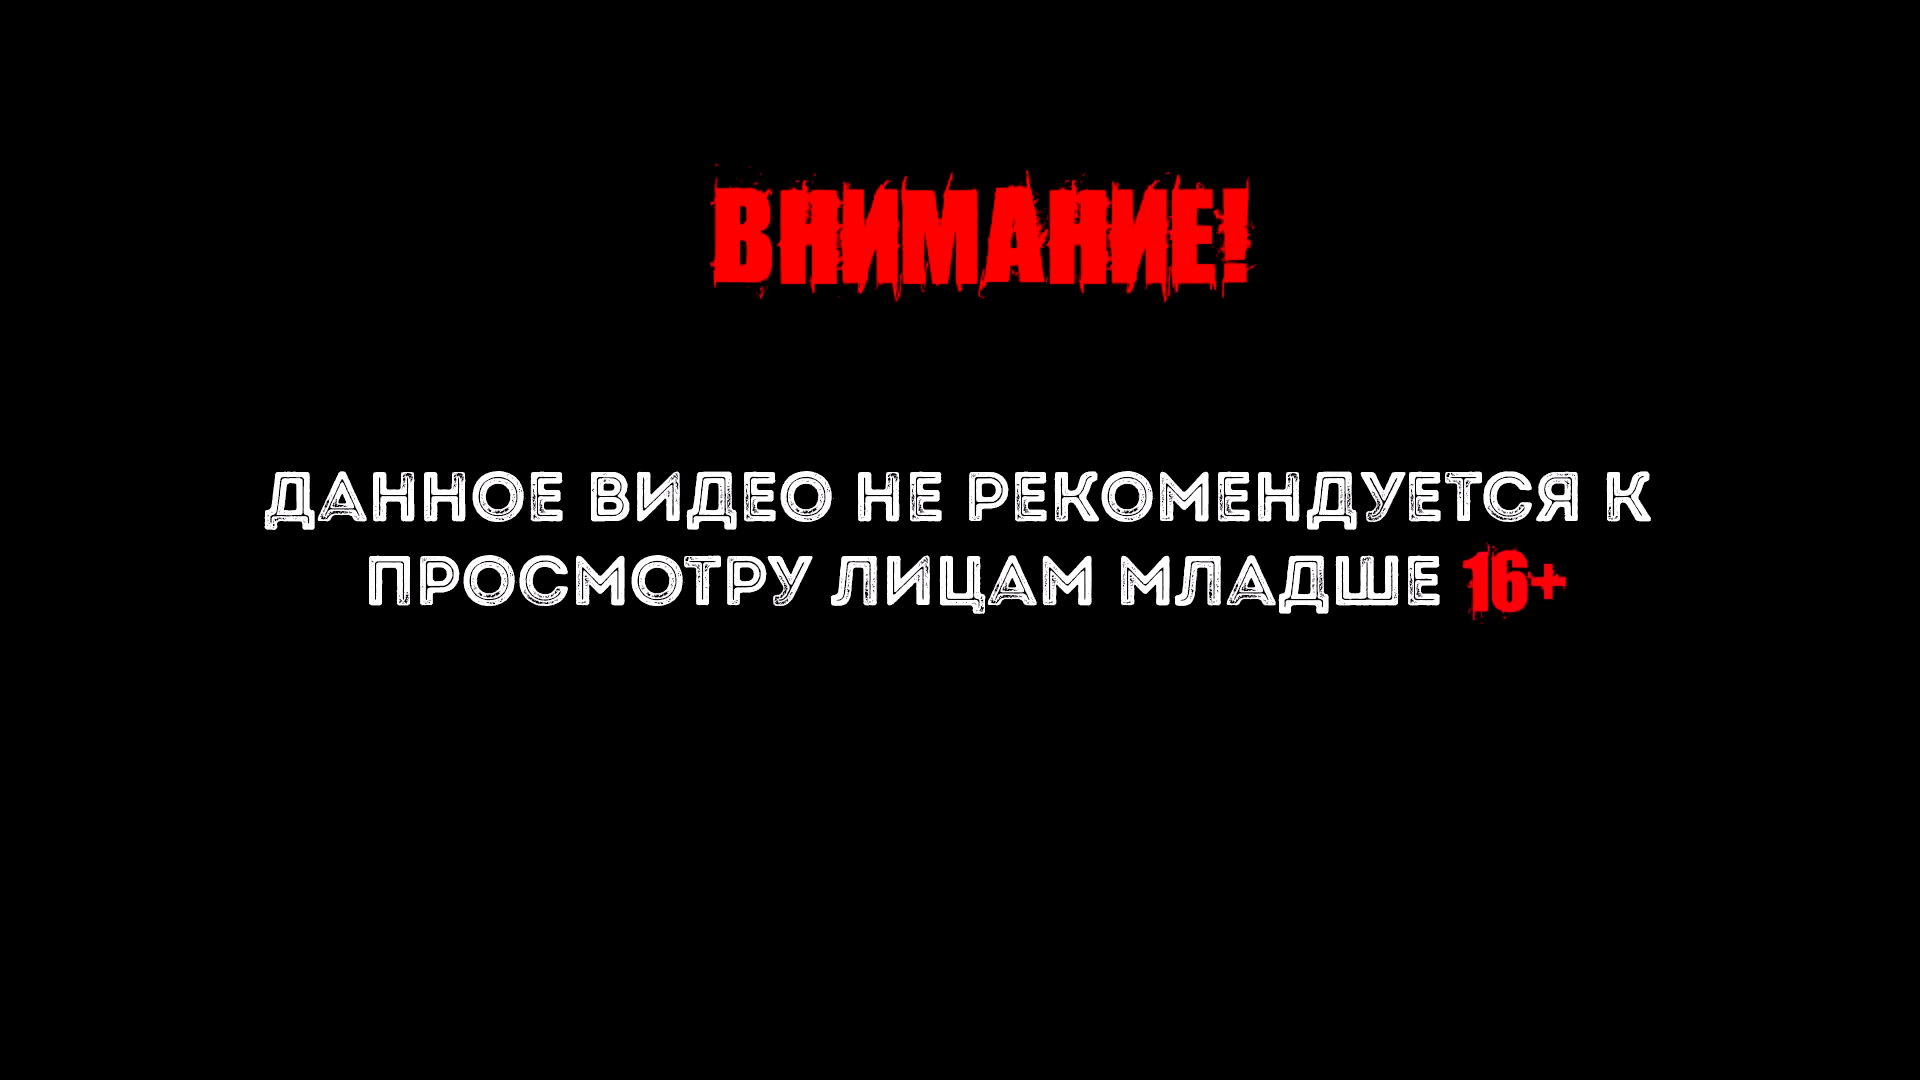 ВНИМАНИЕ!
ДАННОЕ ВИДЕО НЕ РЕКОМЕНДУЕТСЯ К
ПРОСМОТРУ ЛИЦАМ МЛАДШЕ 16+